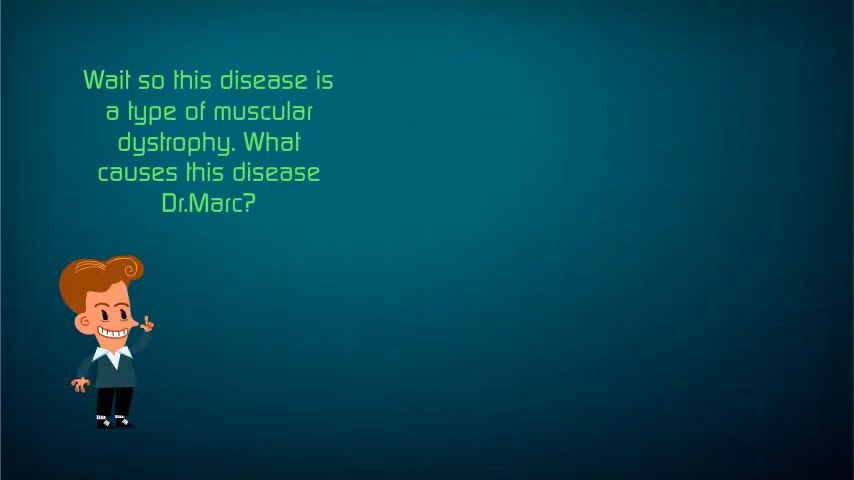 Wait so this disease is
a type of muscular
dystrophy. What
causes this disease
Dr.Marc?